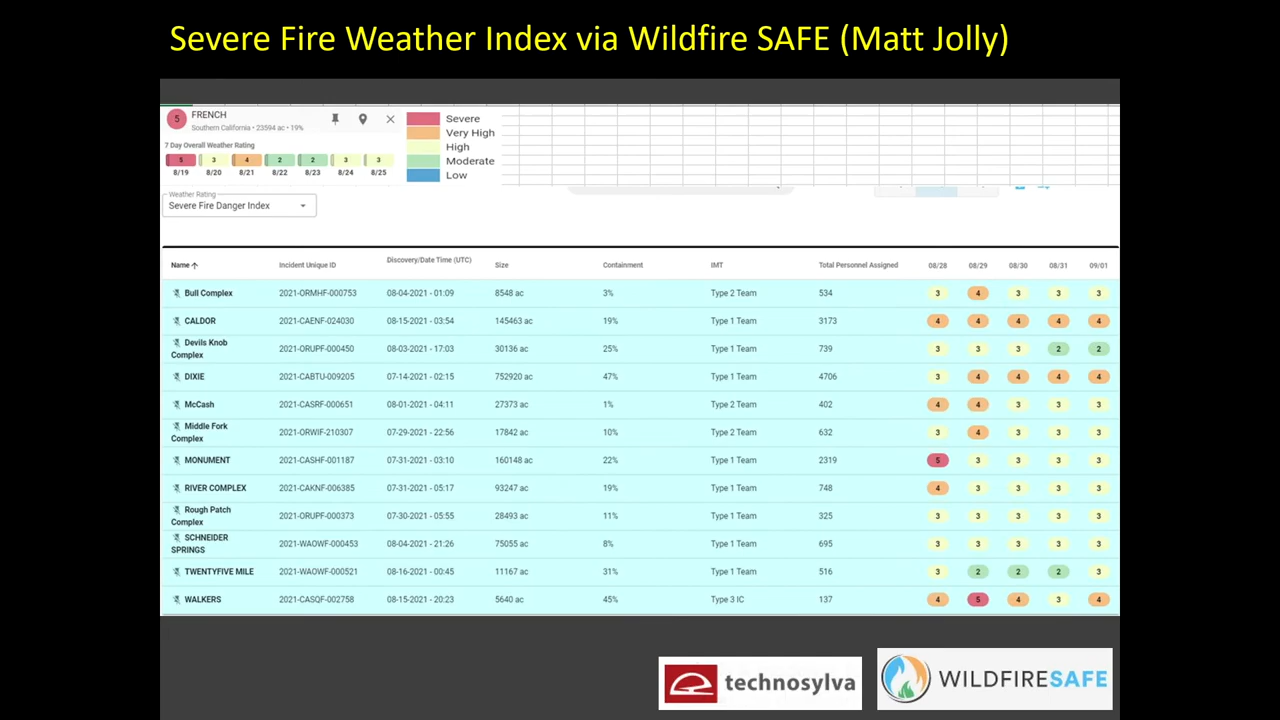 Severe Fire Weather Index via Wildfire SAFE (Matt Jolly)
5 FRENCH
Southern California • 23594 ac • 19%
7 Day Overall Weather Rating
5 3 4 2 2 3 3
8/19 8/20 8/21 8/22 8/23 8/24 8/25
Severe
Very High
High
Moderate
Low
Weather Rating
Severe Fire Danger Index
Name Incident Unique ID Discovery/Date Time (UTC) Size Containment IMT Total Personnel Assigned 08/28 08/29 08/30 08/31 09/01
Bull Complex 2021-ORMHF-000753 08-04-2021 - 01:09 8548 ac 3% Type 2 Team 534 3 4 3 3 3
CALDOR 2021-CAENF-024030 08-15-2021 - 03:54 145463 ac 19% Type 1 Team 3173 4 4 4 4 4
Devils Knob Complex 2021-ORUPF-000450 08-03-2021 - 17:03 30136 ac 25% Type 1 Team 739 3 3 3 2 2
DIXIE 2021-CABTU-009205 07-14-2021 - 02:15 752920 ac 47% Type 1 Team 4706 3 4 4 4 4
McCash 2021-CASRF-000651 08-01-2021 - 04:11 27373 ac 1% Type 2 Team 402 4 4 3 3 3
Middle Fork Complex 2021-ORWIF-210307 07-29-2021 - 22:56 17842 ac 10% Type 2 Team 632 3 4 3 3 3
MONUMENT 2021-CASHF-001187 07-31-2021 - 03:10 160148 ac 22% Type 1 Team 2319 5 3 3 3 3
RIVER COMPLEX 2021-CAKNF-006385 07-31-2021 - 05:17 93247 ac 19% Type 1 Team 748 4 3 3 3 3
Rough Patch Complex 2021-ORUPF-000373 07-30-2021 - 05:55 28493 ac 11% Type 1 Team 325 3 3 3 3 3
SCHNEIDER SPRINGS 2021-WAOWF-000453 08-04-2021 - 21:26 75055 ac 8% Type 1 Team 695 3 3 3 3 3
TWENTYFIVE MILE 2021-WAOWF-000521 08-16-2021 - 00:45 11167 ac 31% Type 1 Team 516 3 2 2 2 3
WALKERS 2021-CASQF-002758 08-15-2021 - 20:23 5640 ac 45% Type 3 IC 137 4 5 4 3 4
technosylva
WILDFIRESAFE